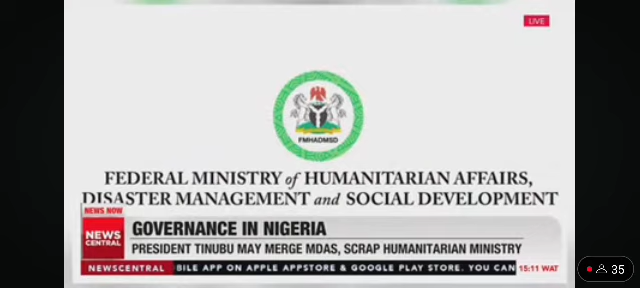 LIVE
FMHADMSD
FEDERAL MINISTRY of HUMANITARIAN AFFAIRS,
DISASTER MANAGEMENT and SOCIAL DEVELOPMENT
NEWS NOW
NEWS CENTRAL
GOVERNANCE IN NIGERIA
PRESIDENT TINUBU MAY MERGE MDAS, SCRAP HUMANITARIAN MINISTRY
NEWSCENTRAL BILE APP ON APPLE APPSTORE & GOOGLE PLAY STORE. YOU CAN 15:11 WAT
35